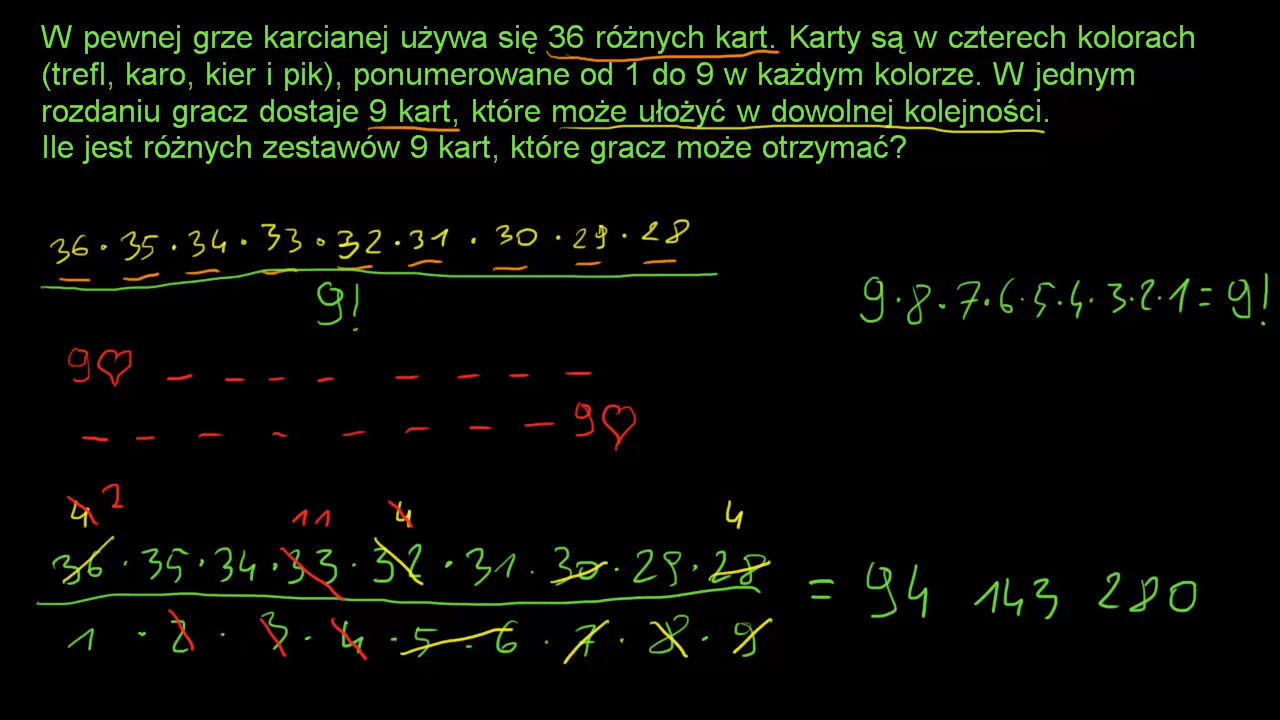 W pewnej grze karcianej używa się 36 różnych kart. Karty są w czterech kolorach
(trefl, karo, kier i pik), ponumerowane od 1 do 9 w każdym kolorze. W jednym
rozdaniu gracz dostaje 9 kart, które może ułożyć w dowolnej kolejności.
Ile jest różnych zestawów 9 kart, które gracz może otrzymać?
36 · 35 · 34 · 33 · 32 · 31 · 30 · 29 · 28
9!
9·8·7·6·5·4·3·2·1=9!
9♡ _ _ _ _ _ _ _ _
_ _ _ _ _ _ _ _ 9♡
4 2 11 4 4
36 · 35 · 34 · 33 · 32 · 31 · 30 · 29 · 28
= 94 143 280
1 · 2 · 3 · 4 · 5 · 6 · 7 · 8 · 9